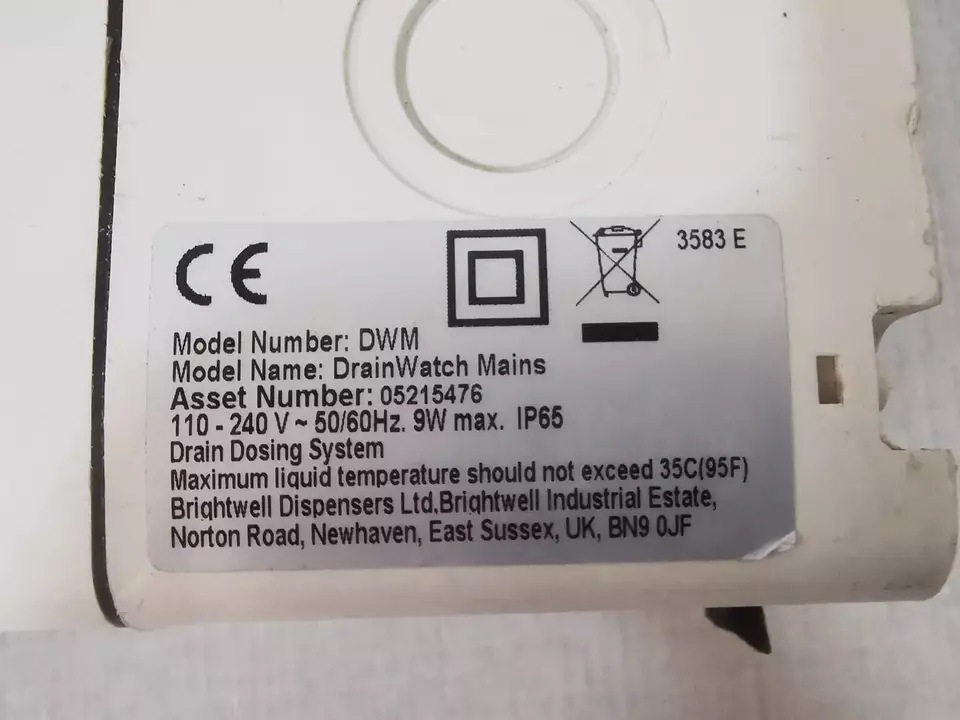 CE
3583 E
Model Number: DWM
Model Name: DrainWatch Mains
Asset Number: 05215476
110 - 240 V ~ 50/60Hz. 9W max. IP65
Drain Dosing System
Maximum liquid temperature should not exceed 35C(95F)
Brightwell Dispensers Ltd,Brightwell Industrial Estate,
Norton Road, Newhaven, East Sussex, UK, BN9 0JF